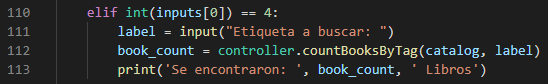 110 elif int(inputs[0]) == 4:
111 label = input("Etiqueta a buscar: ")
112 book_count = controller.countBooksByTag(catalog, label)
113 print('Se encontraron: ', book_count, ' Libros')